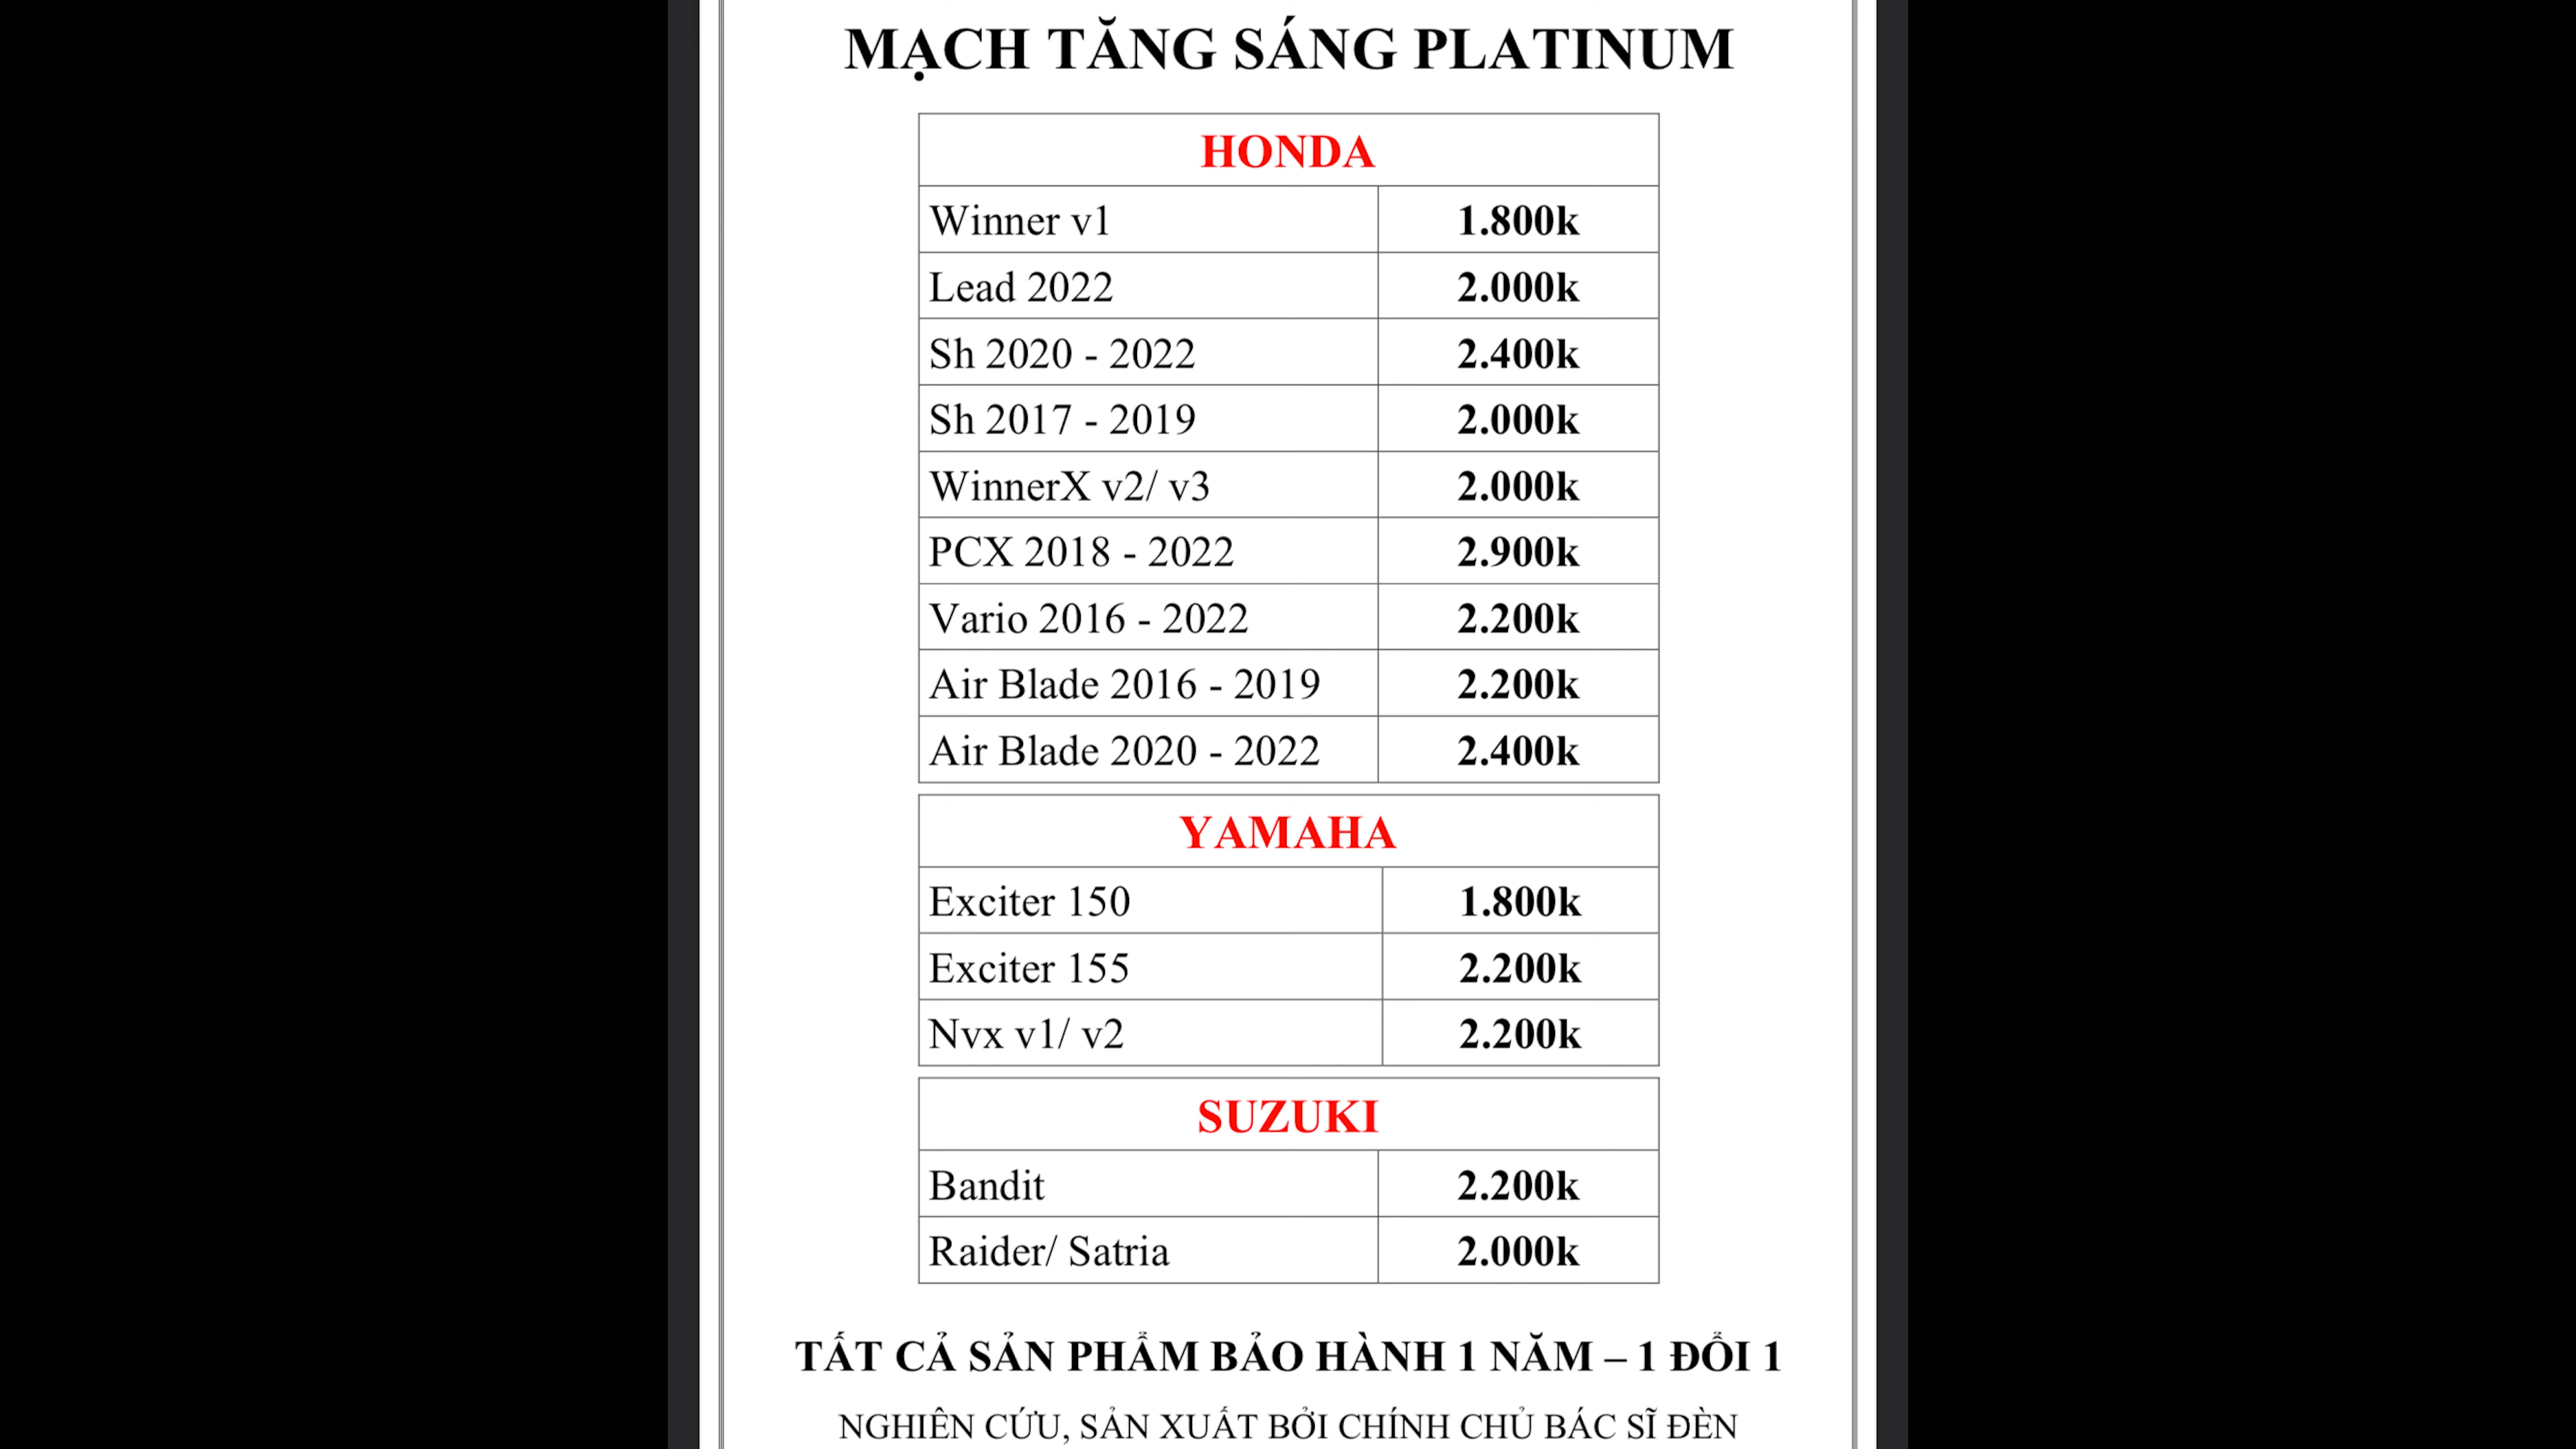 MẠCH TĂNG SÁNG PLATINUM
HONDA
Winner v1 1.800k
Lead 2022 2.000k
Sh 2020 - 2022 2.400k
Sh 2017 - 2019 2.000k
WinnerX v2/ v3 2.000k
PCX 2018 - 2022 2.900k
Vario 2016 - 2022 2.200k
Air Blade 2016 - 2019 2.200k
Air Blade 2020 - 2022 2.400k
YAMAHA
Exciter 150 1.800k
Exciter 155 2.200k
Nvx v1/ v2 2.200k
SUZUKI
Bandit 2.200k
Raider/ Satria 2.000k
TẤT CẢ SẢN PHẨM BẢO HÀNH 1 NĂM – 1 ĐỔI 1
NGHIÊN CỨU, SẢN XUẤT BỞI CHÍNH CHỦ BÁC SĨ ĐÈN